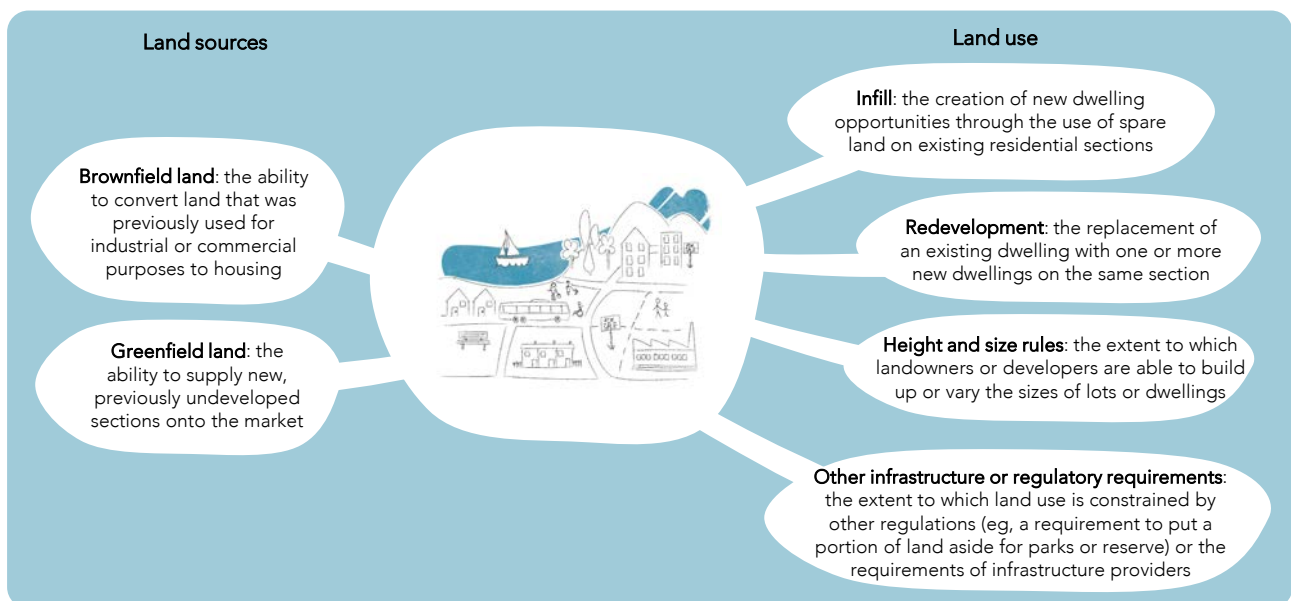 Land sources
Brownfield land: the ability
to convert land that was
previously used for
industrial or commercial
purposes to housing
Greenfield land: the
ability to supply new,
previously undeveloped
sections onto the market
Land use
Infill: the creation of new dwelling
opportunities through the use of spare
land on existing residential sections
Redevelopment: the replacement of
an existing dwelling with one or more
new dwellings on the same section
Height and size rules: the extent to which
landowners or developers are able to build
up or vary the sizes of lots or dwellings
Other infrastructure or regulatory requirements:
the extent to which land use is constrained by
other regulations (eg, a requirement to put a
portion of land aside for parks or reserve) or the
requirements of infrastructure providers